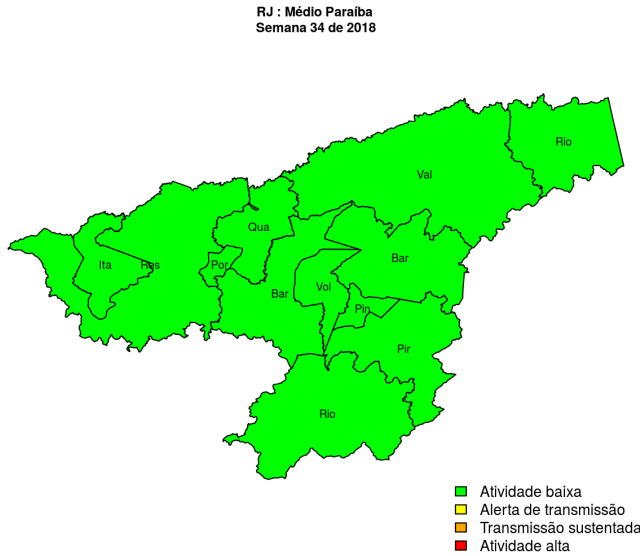 RJ : Médio Paraíba
Semana 34 de 2018
Rio
Val
Qua
Ita
Res
Por
Bar
Bar
Vol
Pin
Pir
Rio
Atividade baixa
Alerta de transmissão
Transmissão sustentada
Atividade alta